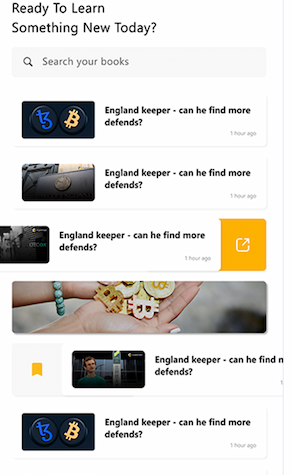 Ready To Learn
Something New Today?
Search your books
England keeper - can he find more
defends?
1 hour ago
England keeper - can he find more
defends?
1 hour ago
England keeper - can he find more
defends?
1 hour ago
England keeper - can he find m
defends?
1 h
England keeper - can he find more
defends?
1 hour ago